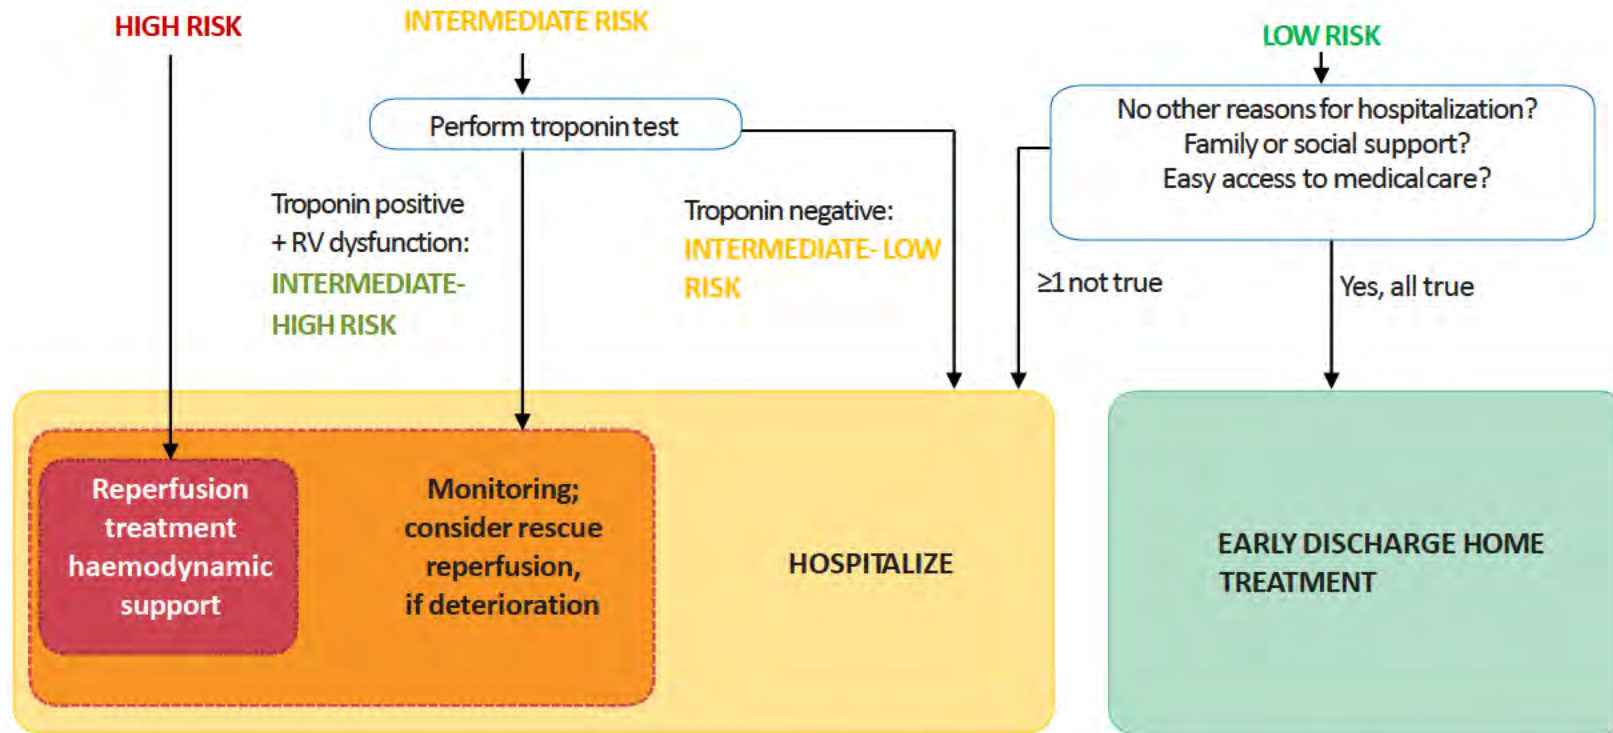 HIGH RISK
INTERMEDIATE RISK
LOW RISK
Perform troponin test
No other reasons for hospitalization?
Family or social support?
Easy access to medicalcare?
Troponin positive
+ RV dysfunction:
INTERMEDIATE-
HIGH RISK
Troponin negative:
INTERMEDIATE- LOW
RISK
≥1 not true
Yes, all true
Reperfusion
treatment
haemodynamic
support
Monitoring;
consider rescue
reperfusion,
if deterioration
HOSPITALIZE
EARLY DISCHARGE HOME
TREATMENT